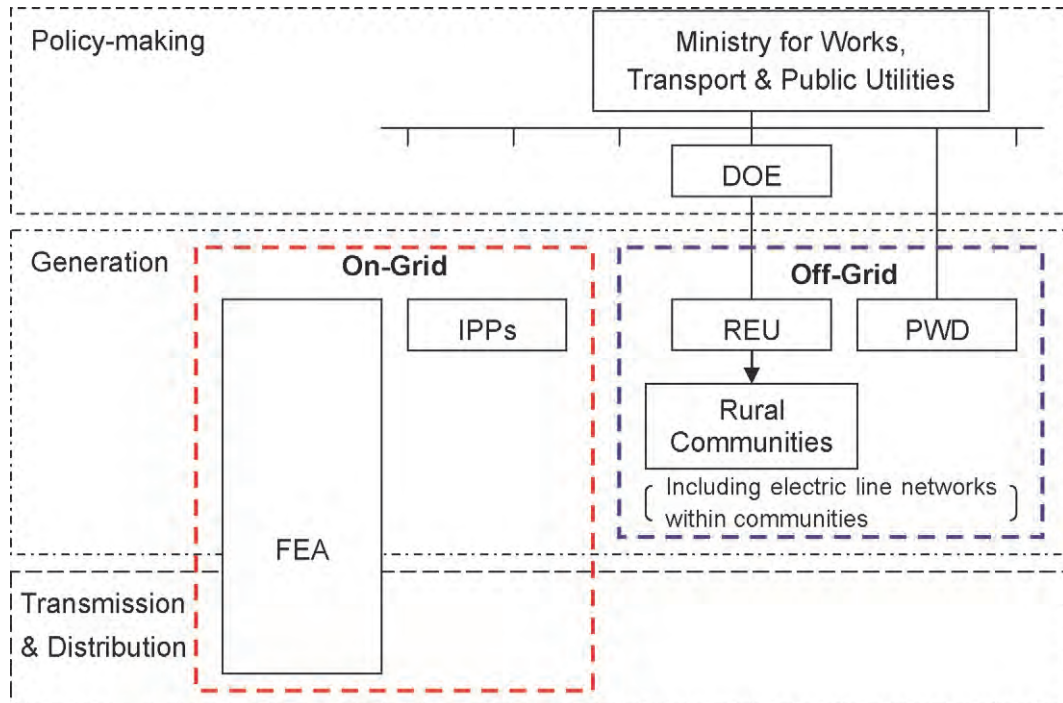 Policy-making
Ministry for Works,
Transport & Public Utilities
DOE
Generation
On-Grid
Off-Grid
IPPs
REU
PWD
Rural
Communities
Including electric line networks
within communities
FEA
Transmission
& Distribution